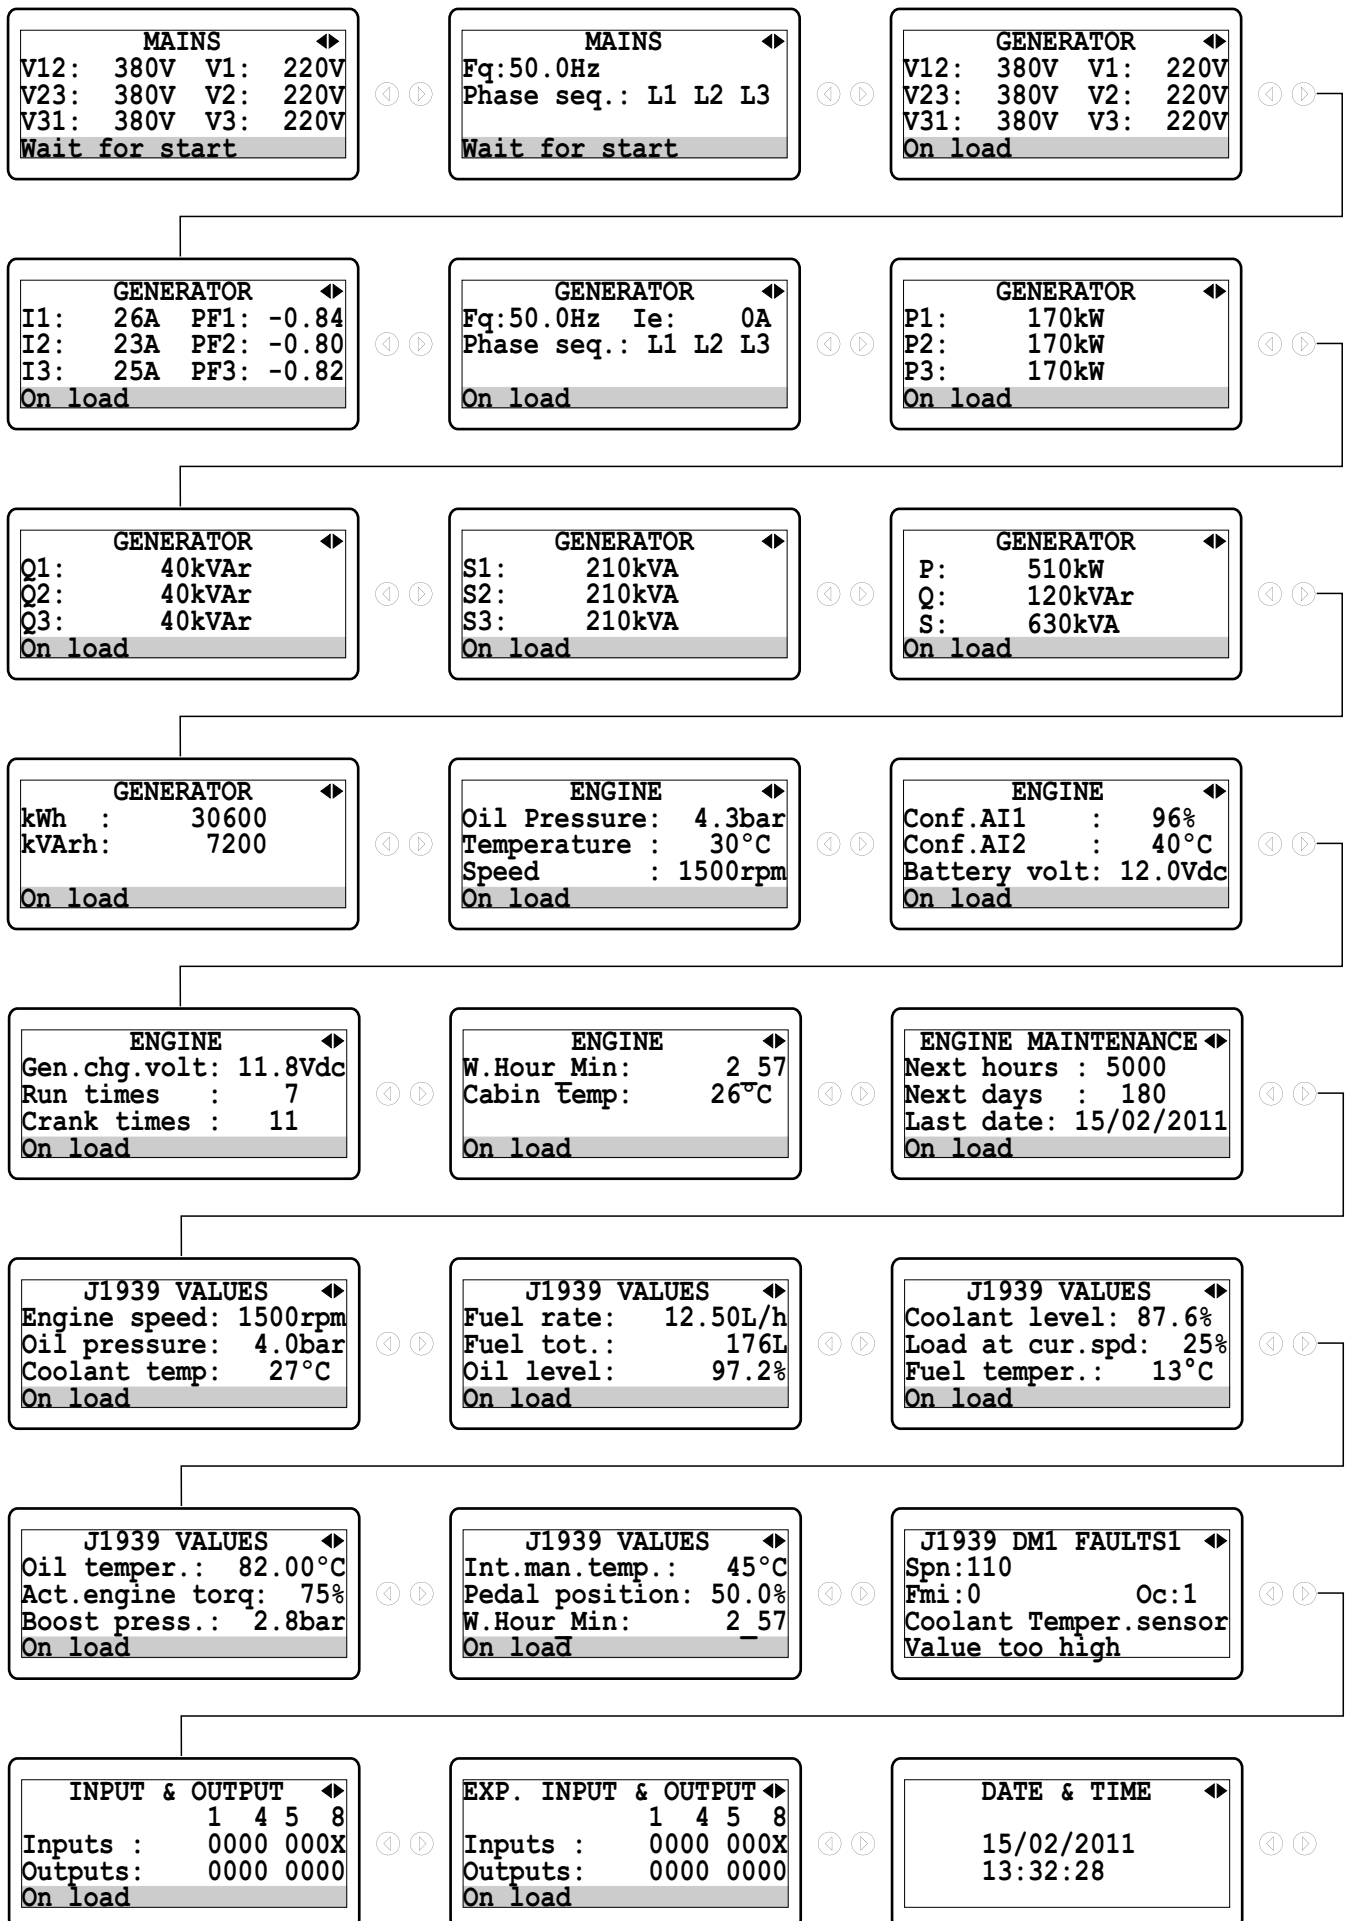 MAINS
V12: 380V V1: 220V
V23: 380V V2: 220V
V31: 380V V3: 220V
Wait for start
MAINS
Fq:50.0Hz
Phase seq.: L1 L2 L3
Wait for start
GENERATOR
V12: 380V V1: 220V
V23: 380V V2: 220V
V31: 380V V3: 220V
On load
GENERATOR
I1: 26A PF1: -0.84
I2: 23A PF2: -0.80
I3: 25A PF3: -0.82
On load
GENERATOR
Fq:50.0Hz Ie: 0A
Phase seq.: L1 L2 L3
On load
GENERATOR
P1: 170kW
P2: 170kW
P3: 170kW
On load
GENERATOR
Q1: 40kVAr
Q2: 40kVAr
Q3: 40kVAr
On load
GENERATOR
S1: 210kVA
S2: 210kVA
S3: 210kVA
On load
GENERATOR
P: 510kW
Q: 120kVAr
S: 630kVA
On load
GENERATOR
kWh : 30600
kVArh: 7200
On load
ENGINE
Oil Pressure: 4.3bar
Temperature : 30°C
Speed : 1500rpm
On load
ENGINE
Conf.AI1 : 96%
Conf.AI2 : 40°C
Battery volt: 12.0Vdc
On load
ENGINE
Gen.chg.volt: 11.8Vdc
Run times : 7
Crank times : 11
On load
ENGINE
W.Hour_Min: 2_57
Cabin temp: 26°C
On load
ENGINE MAINTENANCE
Next hours : 5000
Next days : 180
Last date: 15/02/2011
On load
J1939 VALUES
Engine speed: 1500rpm
Oil pressure: 4.0bar
Coolant temp: 27°C
On load
J1939 VALUES
Fuel rate: 12.50L/h
Fuel tot.: 176L
Oil level: 97.2%
On load
J1939 VALUES
Coolant level: 87.6%
Load at cur.spd: 25%
Fuel temper.: 13°C
On load
J1939 VALUES
Oil temper.: 82.00°C
Act.engine torq: 75%
Boost press.: 2.8bar
On load
J1939 VALUES
Int.man.temp.: 45°C
Pedal position: 50.0%
W.Hour_Min: 2_57
On load
J1939 DM1 FAULTS1
Spn:110
Fmi:0 Oc:1
Coolant Temper.sensor
Value too high
INPUT & OUTPUT
1 4 5 8
Inputs : 0000 000X
Outputs: 0000 0000
On load
EXP. INPUT & OUTPUT
1 4 5 8
Inputs : 0000 000X
Outputs: 0000 0000
On load
DATE & TIME
15/02/2011
13:32:28